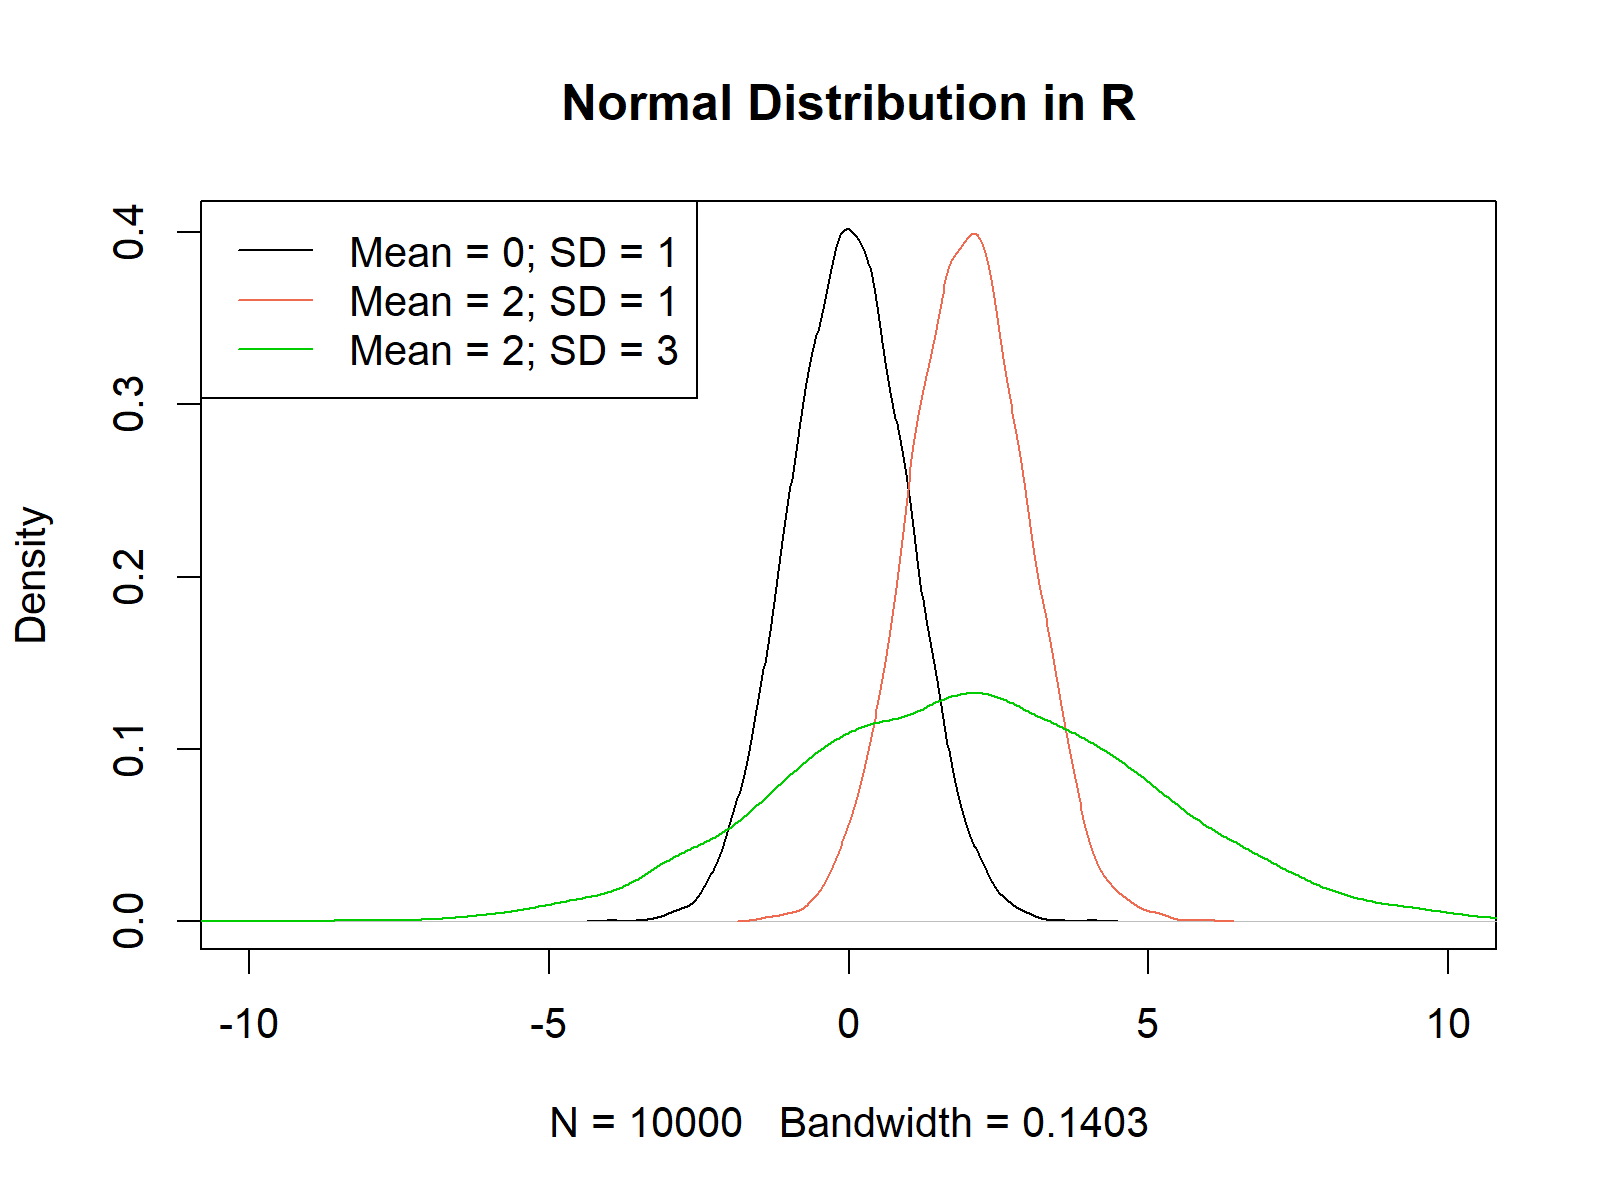 Normal Distribution in R
Mean = 0; SD = 1
Mean = 2; SD = 1
Mean = 2; SD = 3
Density
0.4
0.3
0.2
0.1
0.0
-10 -5 0 5 10
N = 10000 Bandwidth = 0.1403